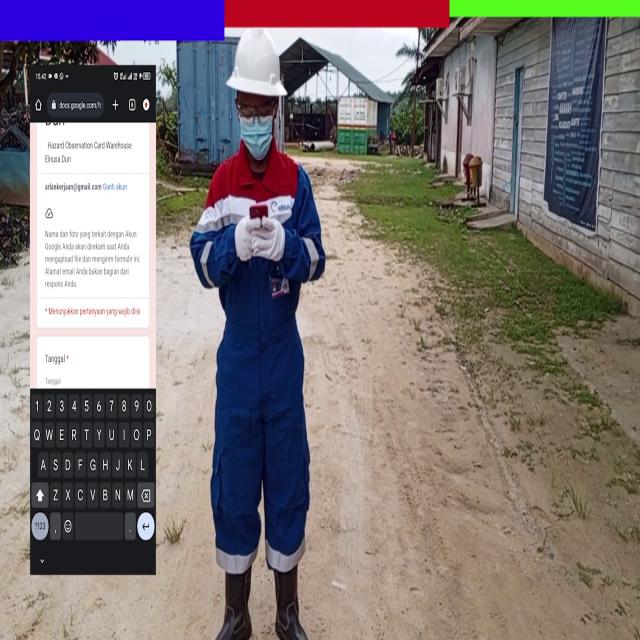 15.42
docs.google.com/fo
Hazard Observation Card Warehouse
Elnusa Duri
arlankerjaan@gmail.com Ganti akun
Nama dan foto yang terkait dengan Akun
Google Anda akan direkam saat Anda
mengupload file dan mengirim formulir ini.
Alamat email Anda bukan bagian dari
respons Anda.
* Menunjukkan pertanyaan yang wajib diisi
Tanggal *
Tanggal
1 2 3 4 5 6 7 8 9 0
Q W E R T Y U I O P
A S D F G H J K L
Z X C V B N M
?123 , .